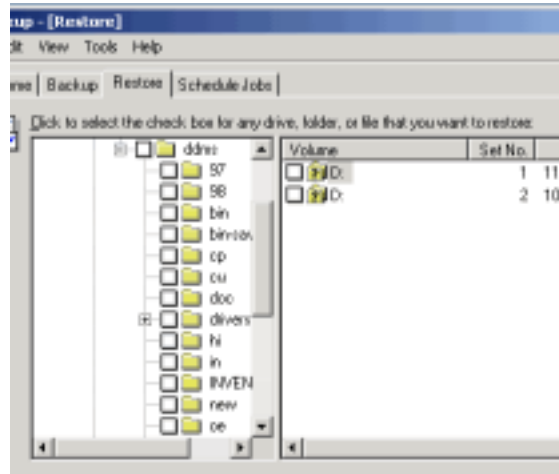 up - [Restore]
dit View Tools Help
me Backup Restore Schedule Jobs
Click to select the check box for any drive, folder, or file that you want to restore:
ddms
97
98
bin
bin-sav
cp
cu
doc
drivers
hi
in
INVEN
new
oe
Volume Set No.
D: 1 11
D: 2 10